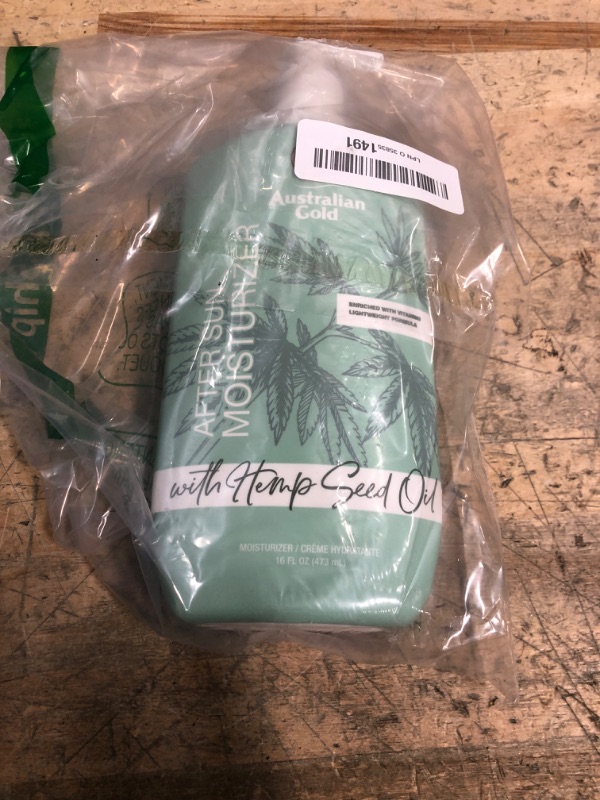 LPN O 35835 1491
Australian
Gold
AFTER SUN
MOISTURIZER
ENRICHED WITH VITAMINS
LIGHTWEIGHT FORMULA
with Hemp Seed Oil
MOISTURIZER / CRÈME HYDRATANTE
16 FL OZ (473 mL)